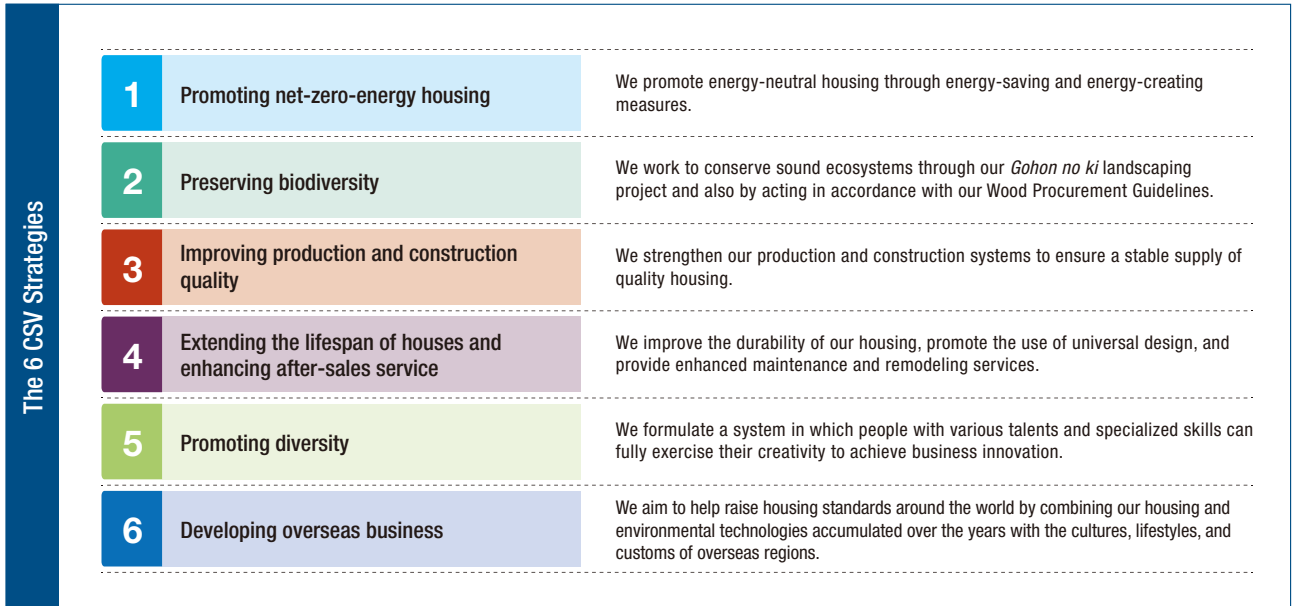 The 6 CSV Strategies
1
Promoting net-zero-energy housing
We promote energy-neutral housing through energy-saving and energy-creating
measures.
2
Preserving biodiversity
We work to conserve sound ecosystems through our Gohon no ki landscaping
project and also by acting in accordance with our Wood Procurement Guidelines.
3
Improving production and construction
quality
We strengthen our production and construction systems to ensure a stable supply of
quality housing.
4
Extending the lifespan of houses and
enhancing after-sales service
We improve the durability of our housing, promote the use of universal design, and
provide enhanced maintenance and remodeling services.
5
Promoting diversity
We formulate a system in which people with various talents and specialized skills can
fully exercise their creativity to achieve business innovation.
6
Developing overseas business
We aim to help raise housing standards around the world by combining our housing and
environmental technologies accumulated over the years with the cultures, lifestyles, and
customs of overseas regions.